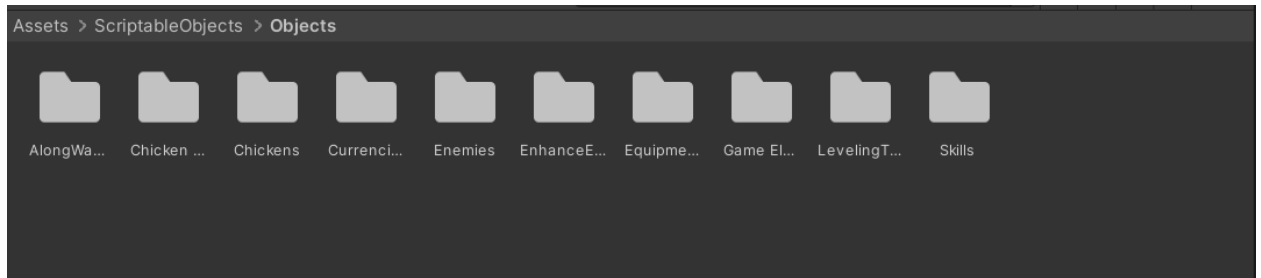 Assets > ScriptableObjects > Objects
AlongWa... Chicken ... Chickens Currenci... Enemies EnhanceE... Equipme... Game El... LevelingT... Skills